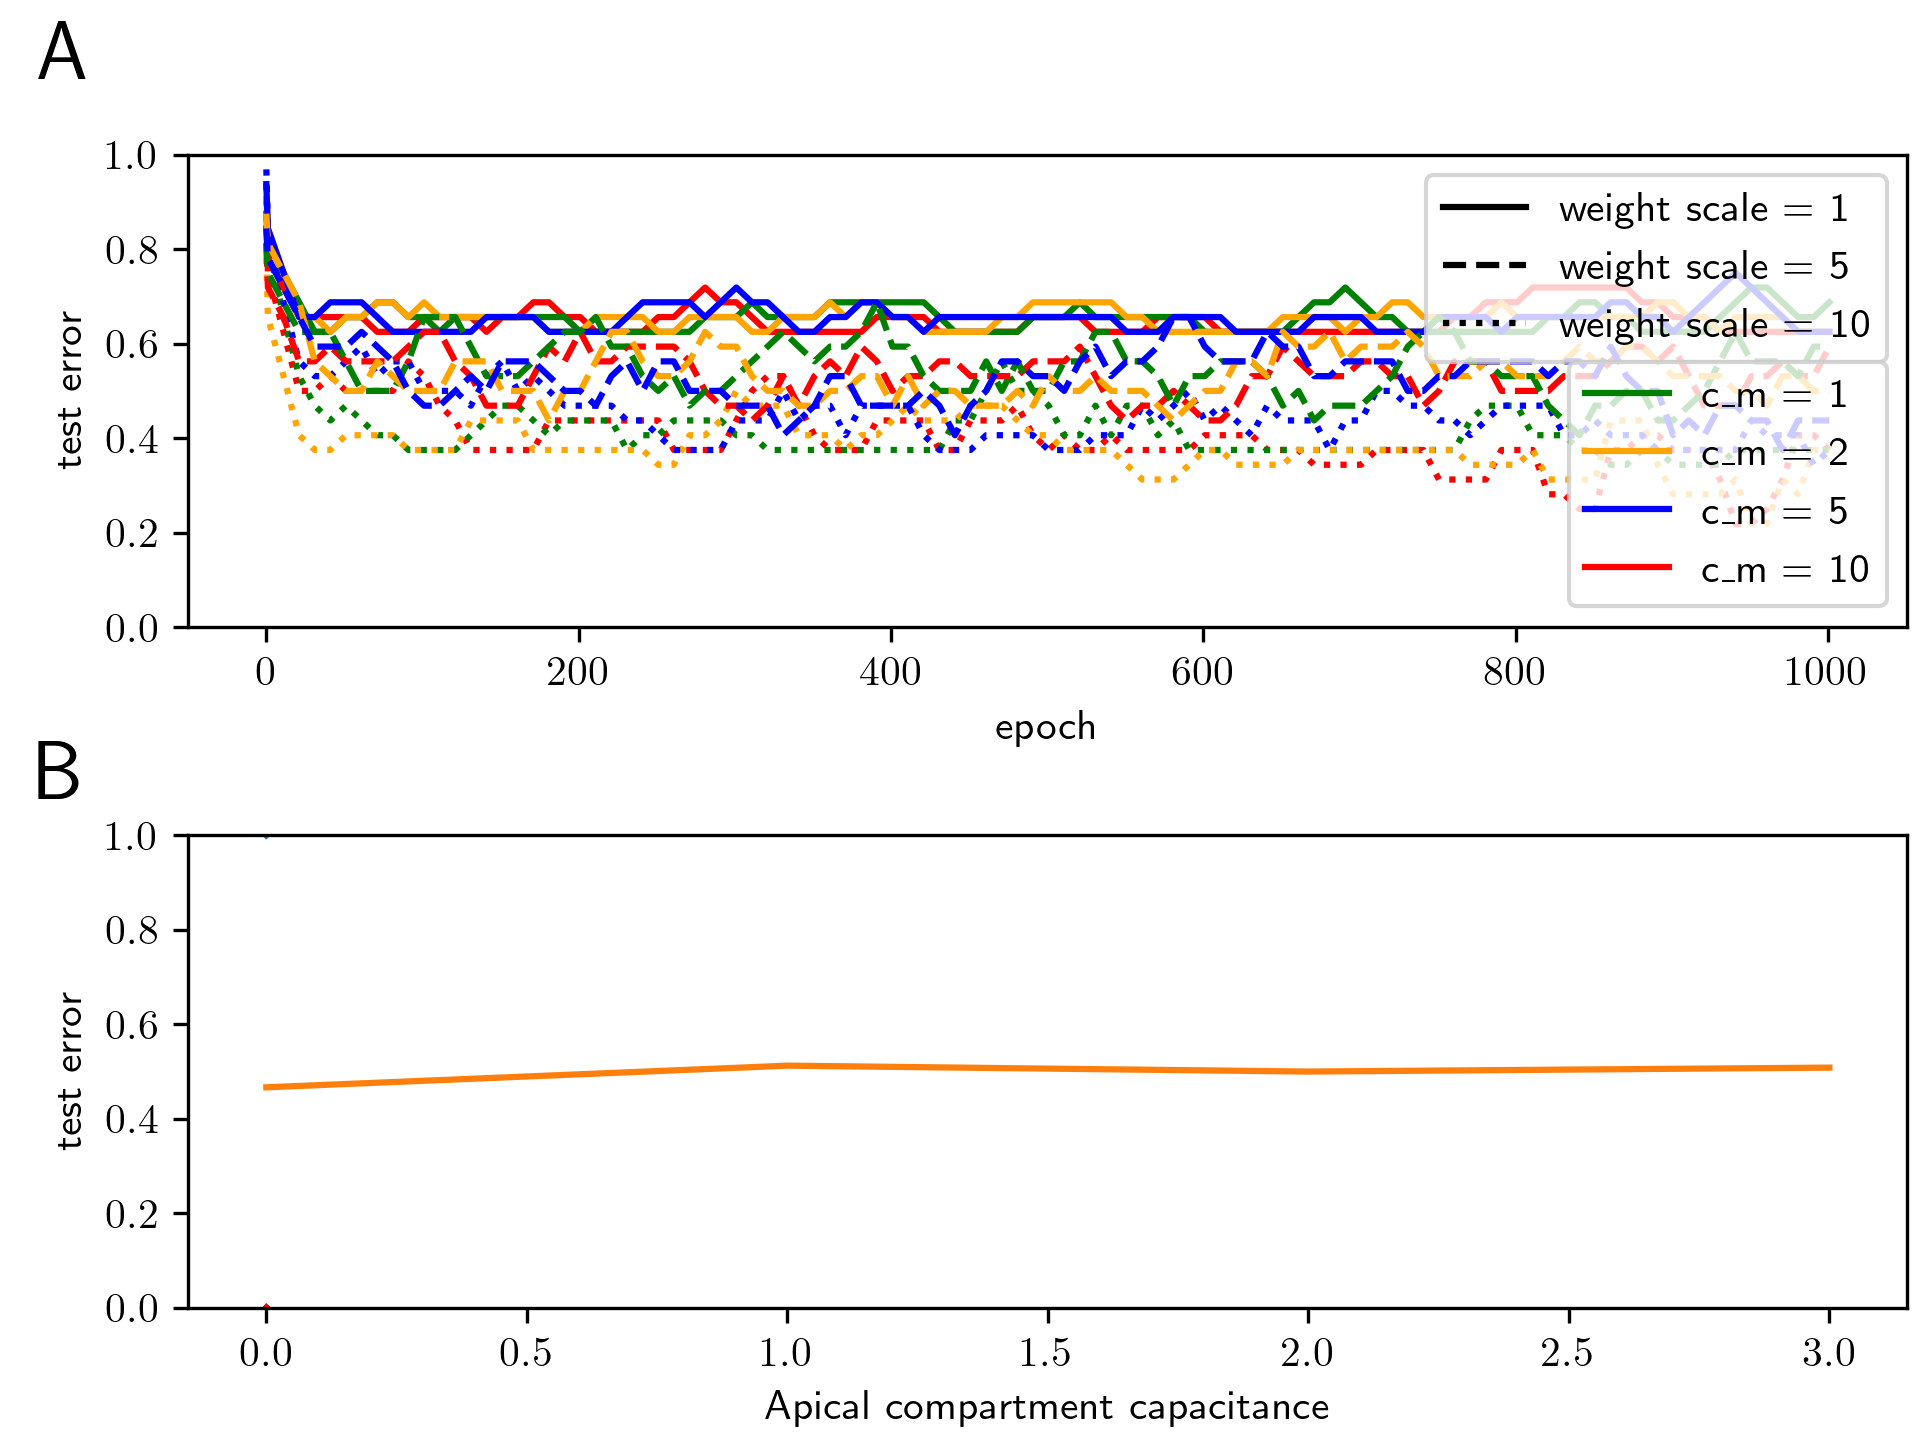 A
1.0
0.8
0.6
0.4
0.2
0.0
test error
weight scale = 1
weight scale = 5
weight scale = 10
c_m = 1
c_m = 2
c_m = 5
c_m = 10
0 200 400 600 800 1000
epoch
B
1.0
0.8
0.6
0.4
0.2
0.0
test error
0.0 0.5 1.0 1.5 2.0 2.5 3.0
Apical compartment capacitance